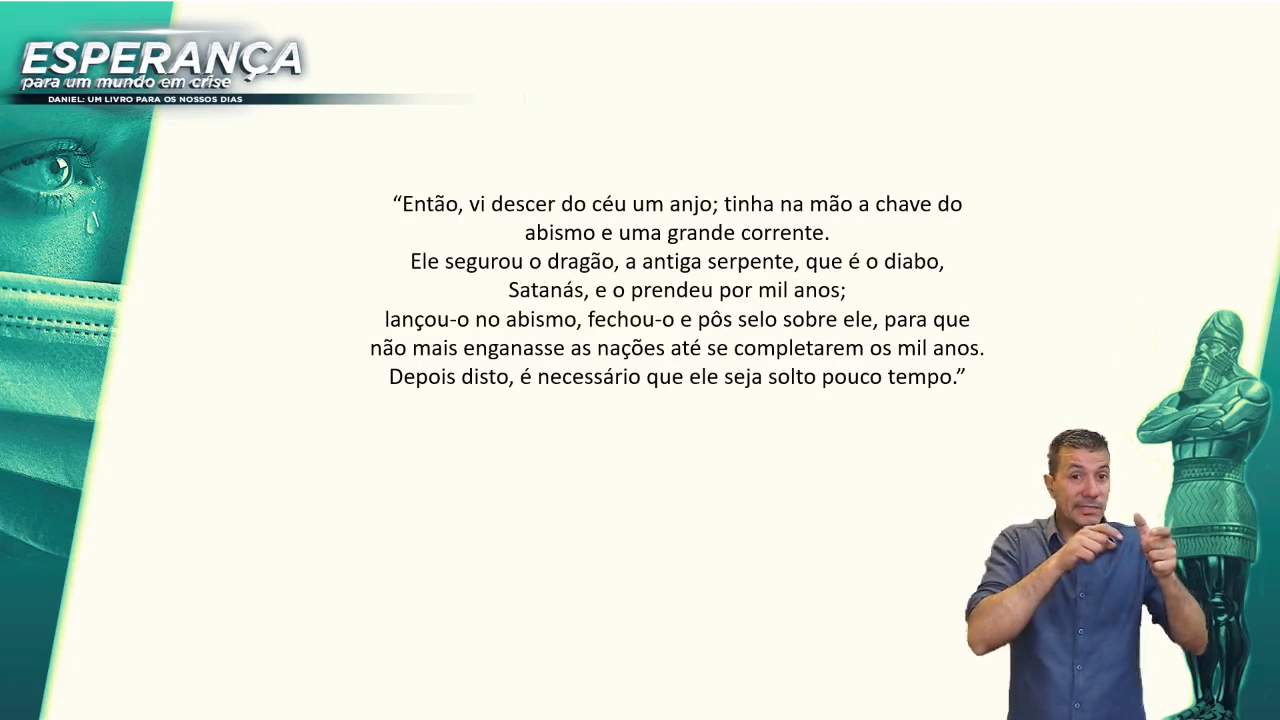 ESPERANÇA
para um mundo em crise
DANIEL: UM LIVRO PARA OS NOSSOS DIAS
“Então, vi descer do céu um anjo; tinha na mão a chave do
abismo e uma grande corrente.
Ele segurou o dragão, a antiga serpente, que é o diabo,
Satanás, e o prendeu por mil anos;
lançou-o no abismo, fechou-o e pôs selo sobre ele, para que
não mais enganasse as nações até se completarem os mil anos.
Depois disto, é necessário que ele seja solto pouco tempo.”